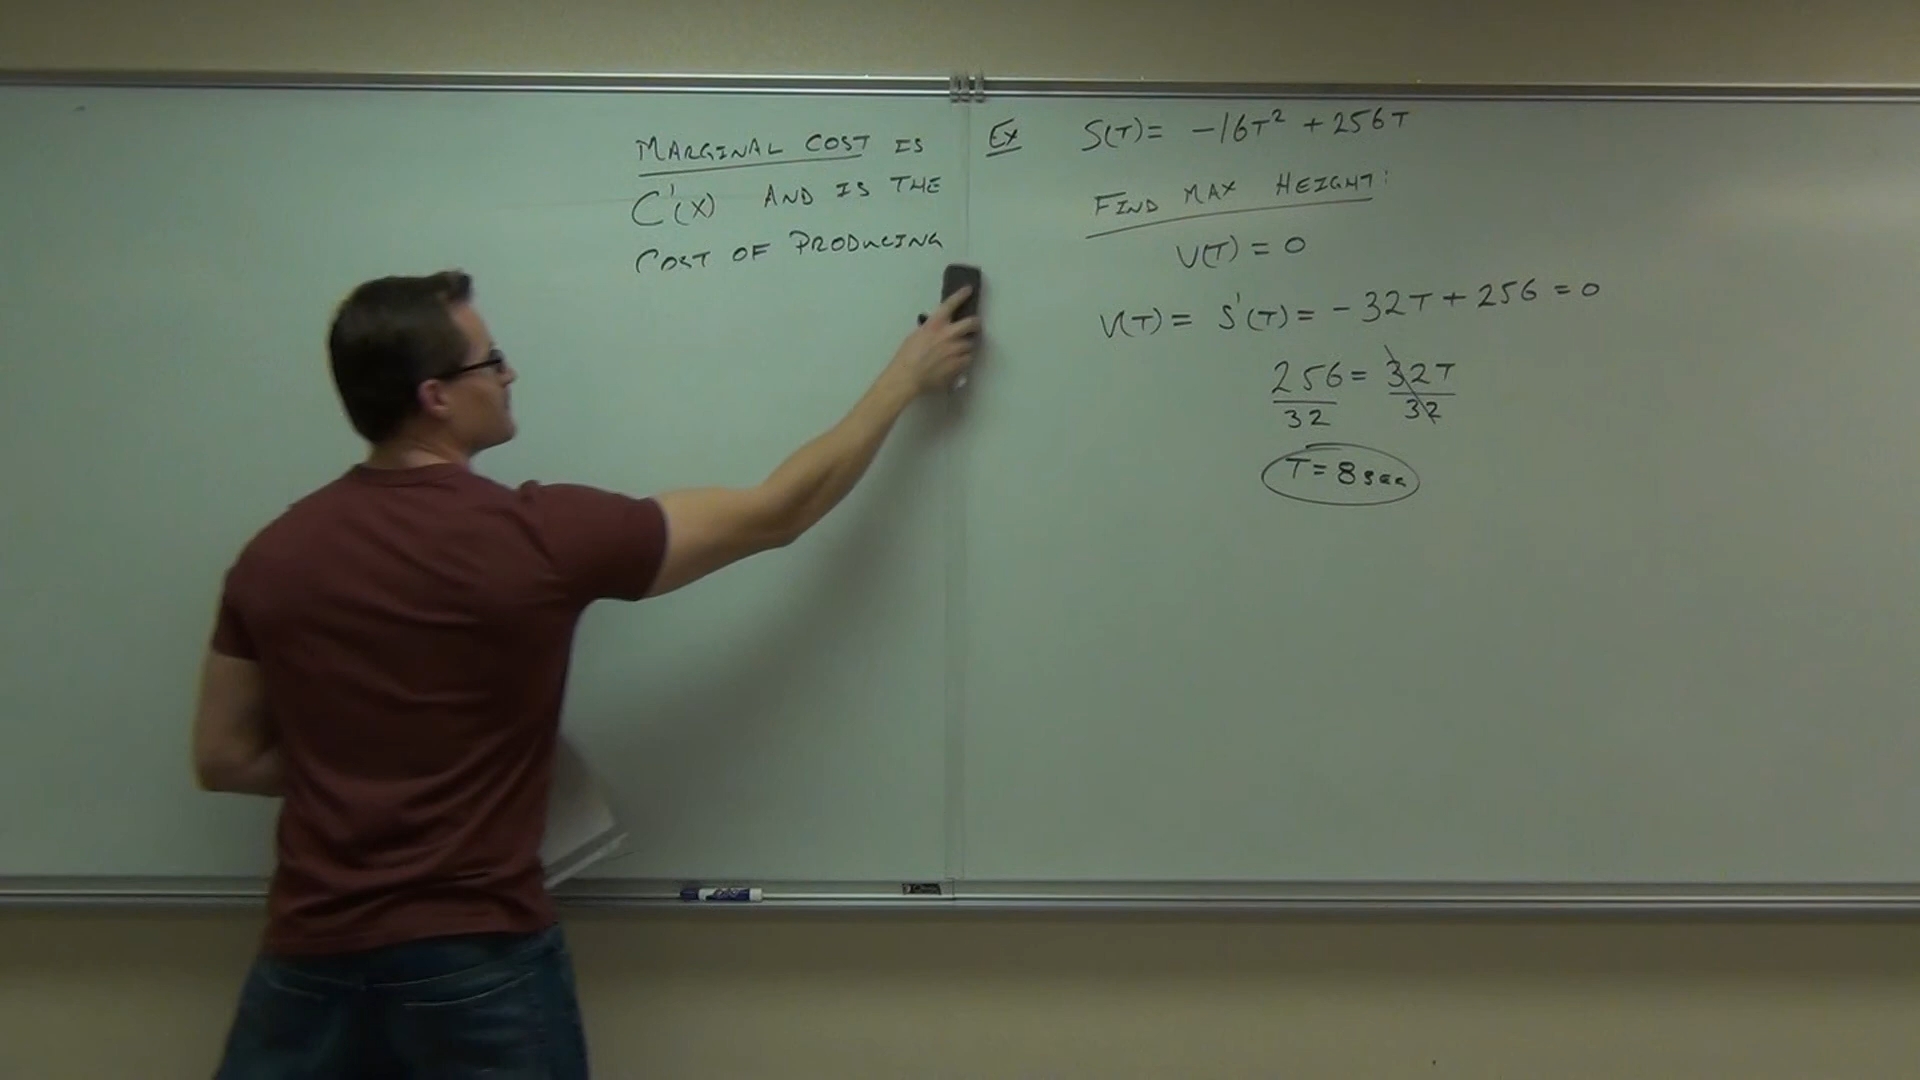 MARGINAL COST IS
C'(X) AND IS THE
COST OF PRODUCING
Ex S(T)= -16T² + 256T
FIND MAX HEIGHT:
V(T) = 0
V(T) = S'(T) = -32T + 256 = 0
256 = 32T
32 32
T = 8 sec